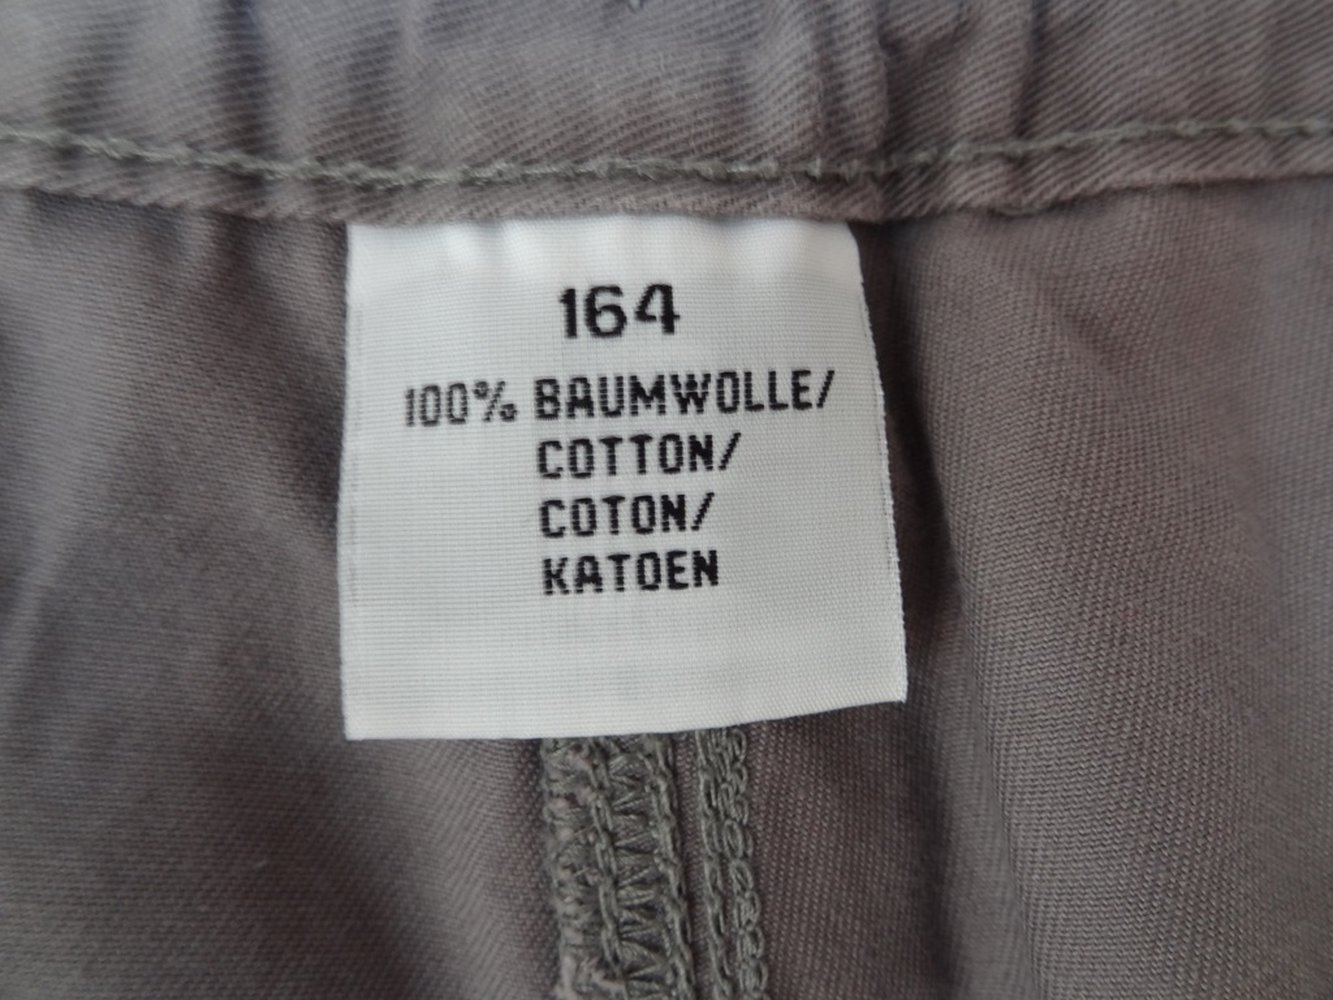 164
100% BAUMWOLLE/
COTTON/
COTON/
KATOEN